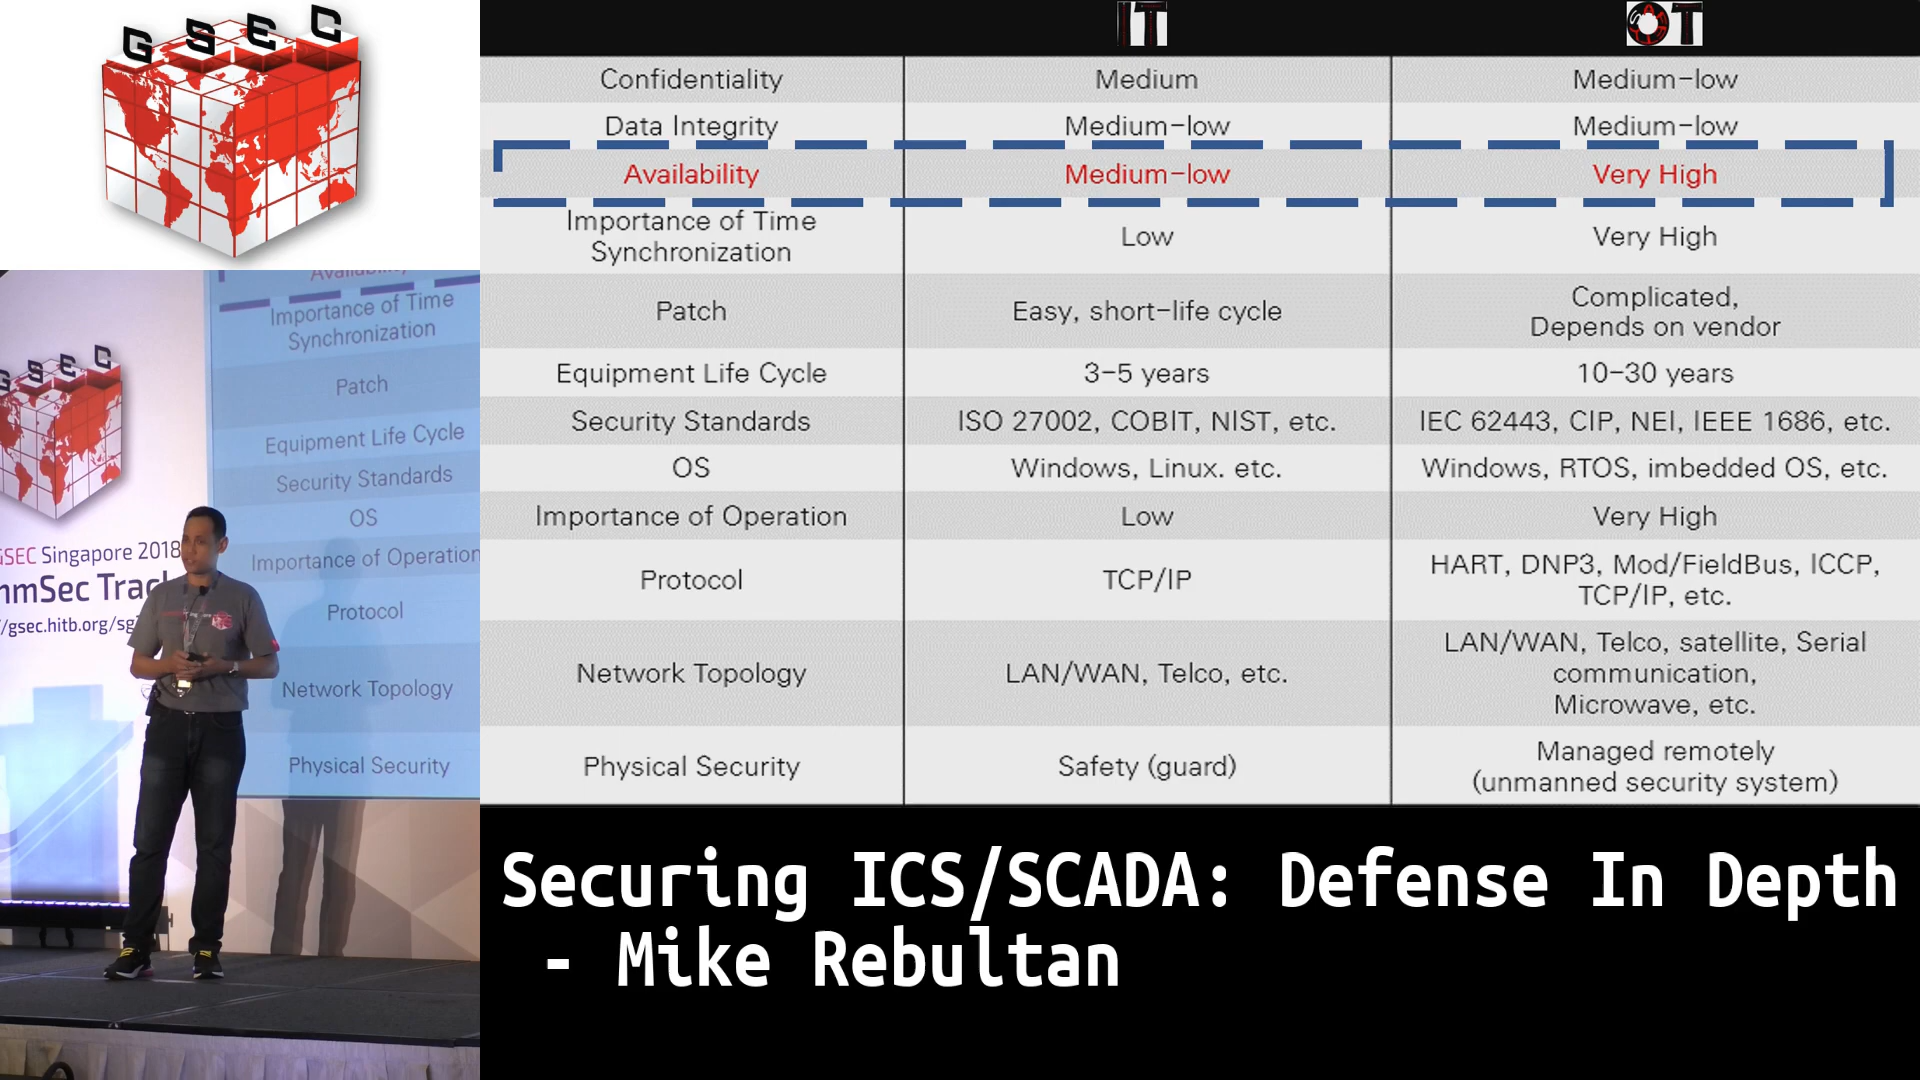 G S E C
IT OT
Confidentiality Medium Medium-low
Data Integrity Medium-low Medium-low
Availability Medium-low Very High
Importance of Time
Synchronization Low Very High
Patch Easy, short-life cycle Complicated,
Depends on vendor
Equipment Life Cycle 3-5 years 10-30 years
Security Standards ISO 27002, COBIT, NIST, etc. IEC 62443, CIP, NEI, IEEE 1686, etc.
OS Windows, Linux. etc. Windows, RTOS, imbedded OS, etc.
Importance of Operation Low Very High
Protocol TCP/IP HART, DNP3, Mod/FieldBus, ICCP,
TCP/IP, etc.
Network Topology LAN/WAN, Telco, etc. LAN/WAN, Telco, satellite, Serial
communication,
Microwave, etc.
Physical Security Safety (guard) Managed remotely
(unmanned security system)
Availability
Importance of Time
Synchronization
Patch
Equipment Life Cycle
Security Standards
OS
Importance of Operation
Protocol
Network Topology
Physical Security
G S E C
GSEC Singapore 2018
mmSec Track
//gsec.hitb.org/sg
Securing ICS/SCADA: Defense In Depth
- Mike Rebultan